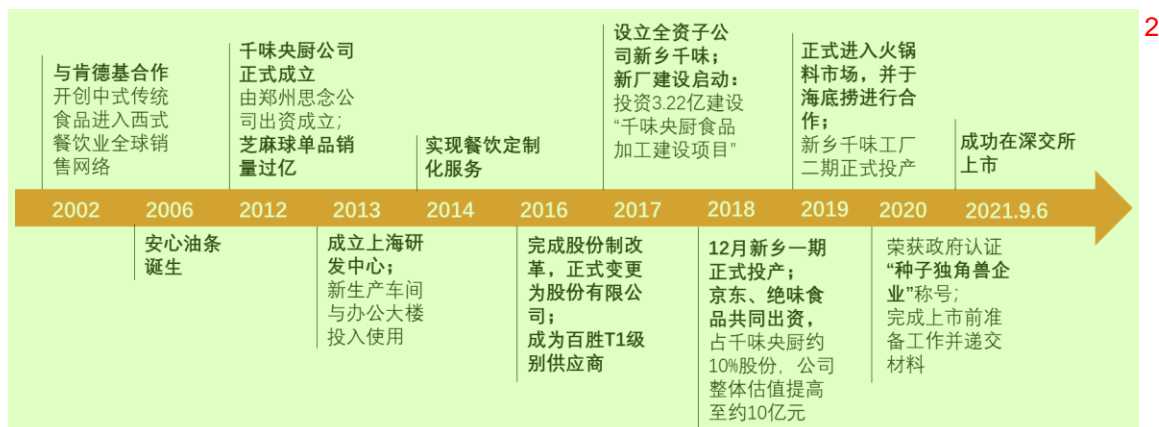 2
与肯德基合作
开创中式传统
食品进入西式
餐饮业全球销
售网络
千味央厨公司
正式成立
由郑州思念公
司出资成立；
芝麻球单品销
量过亿
实现餐饮定制
化服务
设立全资子公
司新乡千味；
新厂建设启动：
投资3.22亿建设
“千味央厨食品
加工建设项目”
正式进入火锅
料市场，并于
海底捞进行合
作；
新乡千味工厂
二期正式投产
成功在深交所
上市
2002 2006 2012 2013 2014 2016 2017 2018 2019 2020 2021.9.6
安心油条
诞生
成立上海研
发中心；
新生产车间
与办公大楼
投入使用
完成股份制改
革，正式变更
为股份有限公
司；
成为百胜T1级
别供应商
12月新乡一期
正式投产；
京东、绝味食
品共同出资，
占千味央厨约
10%股份，公司
整体估值提高
至约10亿元
荣获政府认证
“种子独角兽企
业”称号；
完成上市前准
备工作并递交
材料